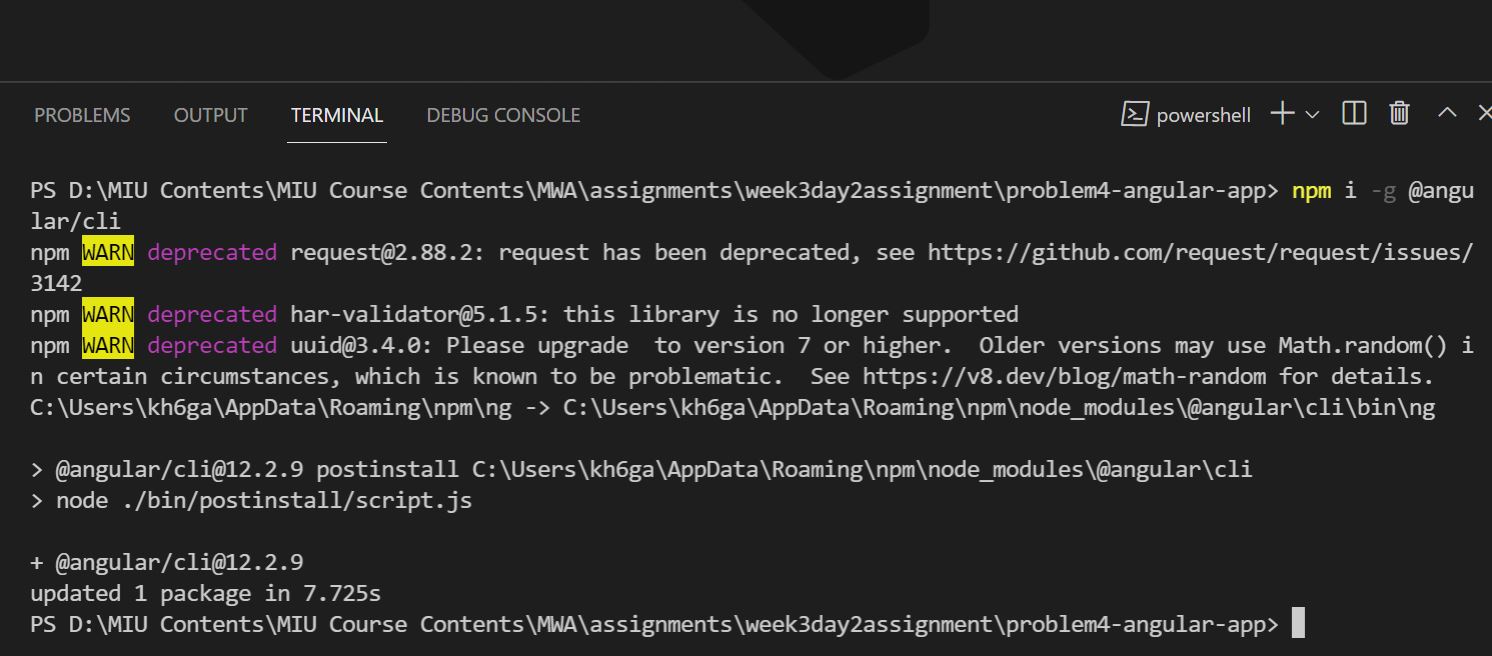 PROBLEMS OUTPUT TERMINAL DEBUG CONSOLE powershell
PS D:\MIU Contents\MIU Course Contents\MWA\assignments\week3day2assignment\problem4-angular-app> npm i -g @angu
lar/cli
npm WARN deprecated request@2.88.2: request has been deprecated, see https://github.com/request/request/issues/
3142
npm WARN deprecated har-validator@5.1.5: this library is no longer supported
npm WARN deprecated uuid@3.4.0: Please upgrade  to version 7 or higher.  Older versions may use Math.random() i
n certain circumstances, which is known to be problematic.  See https://v8.dev/blog/math-random for details.
C:\Users\kh6ga\AppData\Roaming\npm\ng -> C:\Users\kh6ga\AppData\Roaming\npm\node_modules\@angular\cli\bin\ng
> @angular/cli@12.2.9 postinstall C:\Users\kh6ga\AppData\Roaming\npm\node_modules\@angular\cli
> node ./bin/postinstall/script.js
+ @angular/cli@12.2.9
updated 1 package in 7.725s
PS D:\MIU Contents\MIU Course Contents\MWA\assignments\week3day2assignment\problem4-angular-app>